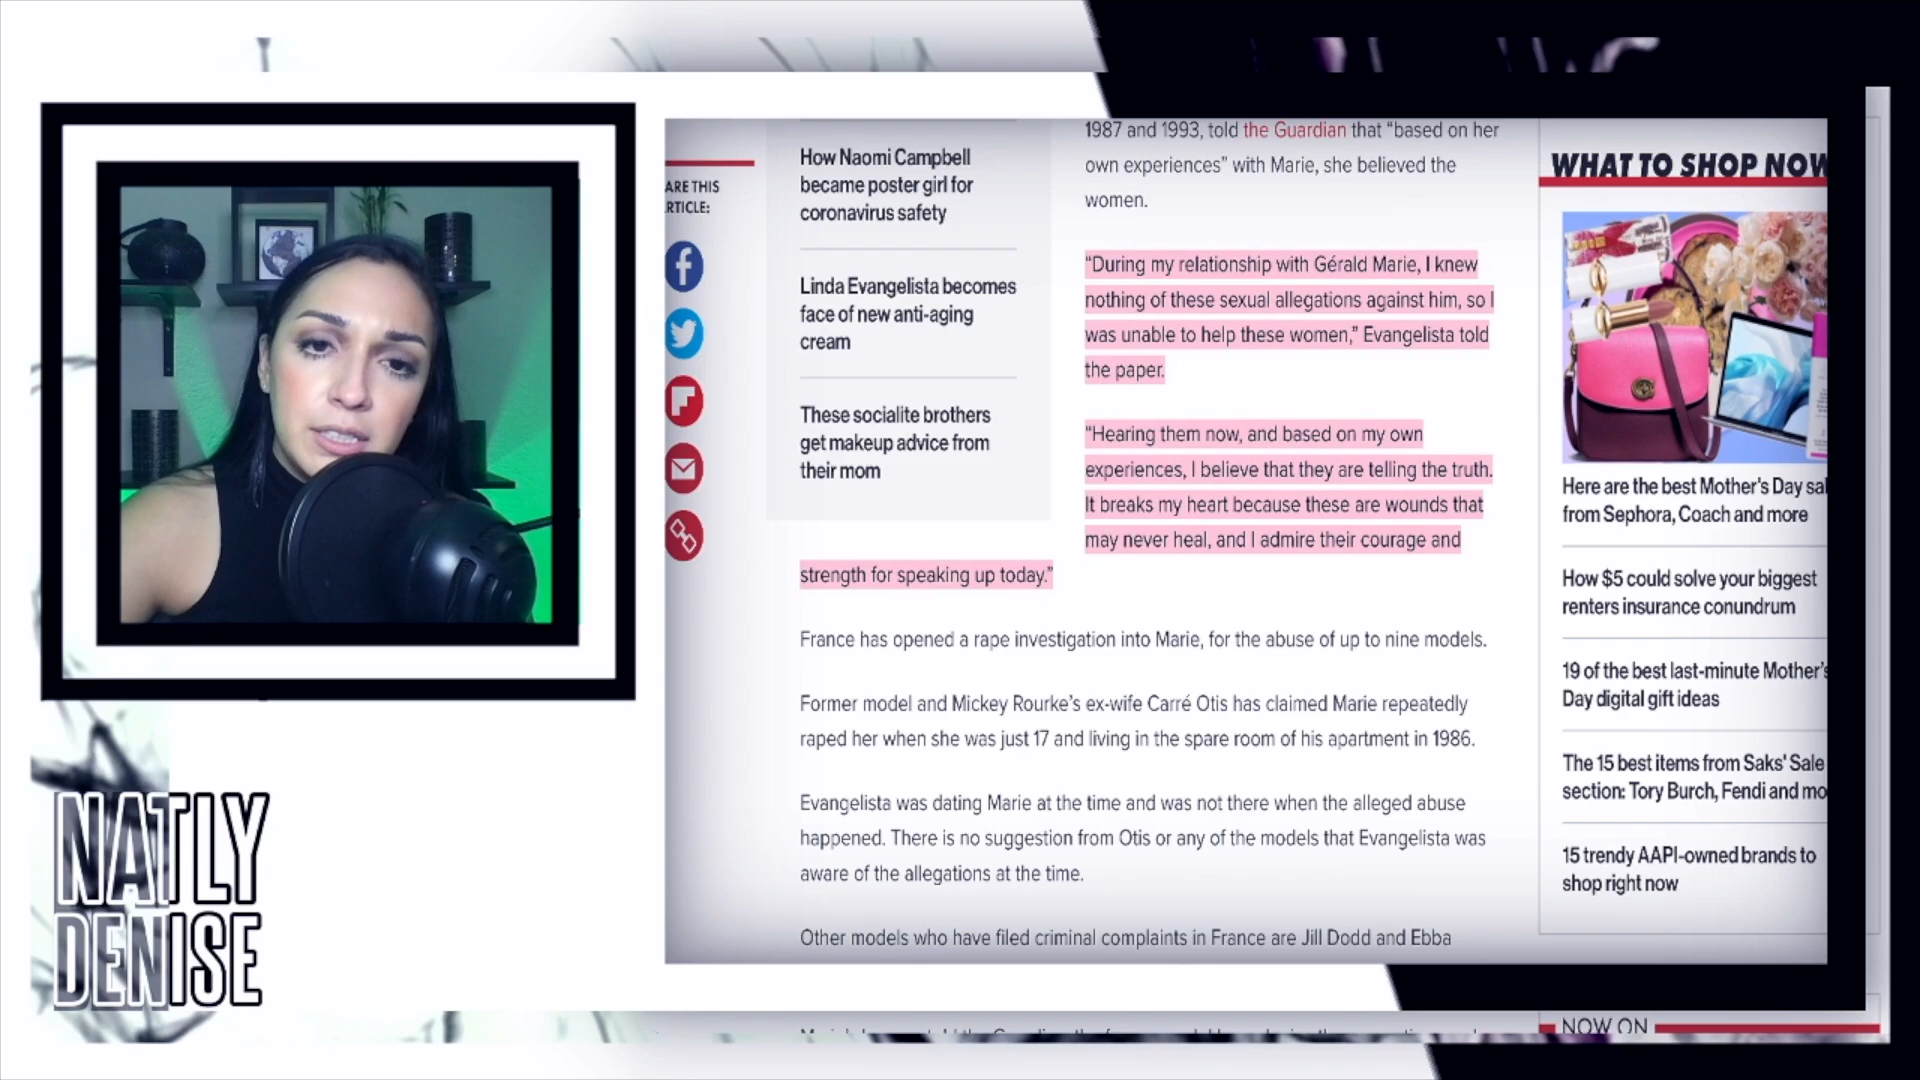 ARE THIS
RTICLE:
How Naomi Campbell
became poster girl for
coronavirus safety
Linda Evangelista becomes
face of new anti-aging
cream
These socialite brothers
get makeup advice from
their mom
1987 and 1993, told the Guardian that “based on her
own experiences” with Marie, she believed the
women.
“During my relationship with Gérald Marie, I knew
nothing of these sexual allegations against him, so I
was unable to help these women,” Evangelista told
the paper.
“Hearing them now, and based on my own
experiences, I believe that they are telling the truth.
It breaks my heart because these are wounds that
may never heal, and I admire their courage and
strength for speaking up today.”
France has opened a rape investigation into Marie, for the abuse of up to nine models.
Former model and Mickey Rourke’s ex-wife Carré Otis has claimed Marie repeatedly
raped her when she was just 17 and living in the spare room of his apartment in 1986.
Evangelista was dating Marie at the time and was not there when the alleged abuse
happened. There is no suggestion from Otis or any of the models that Evangelista was
aware of the allegations at the time.
Other models who have filed criminal complaints in France are Jill Dodd and Ebba
WHAT TO SHOP NOW
Here are the best Mother's Day sal
from Sephora, Coach and more
How $5 could solve your biggest
renters insurance conundrum
19 of the best last-minute Mother's
Day digital gift ideas
The 15 best items from Saks' Sale
section: Tory Burch, Fendi and mo
15 trendy AAPI-owned brands to
shop right now
NOW ON
NATLY
DENISE